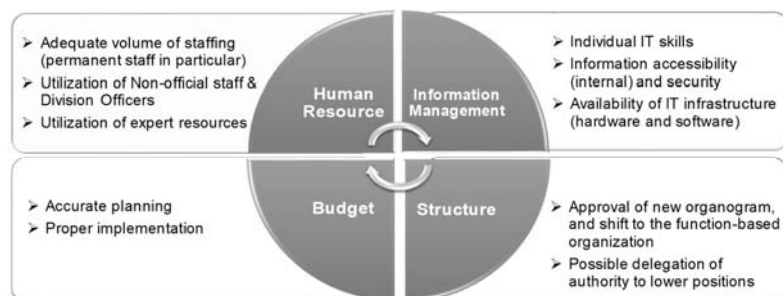 ➢ Adequate volume of staffing
(permanent staff in particular)
➢ Utilization of Non-official staff &
Division Officers
➢ Utilization of expert resources
Human
Resource
Information
Management
➢ Individual IT skills
➢ Information accessibility
(internal) and security
➢ Availability of IT infrastructure
(hardware and software)
➢ Accurate planning
➢ Proper implementation
Budget
Structure
➢ Approval of new organogram,
and shift to the function-based
organization
➢ Possible delegation of
authority to lower positions